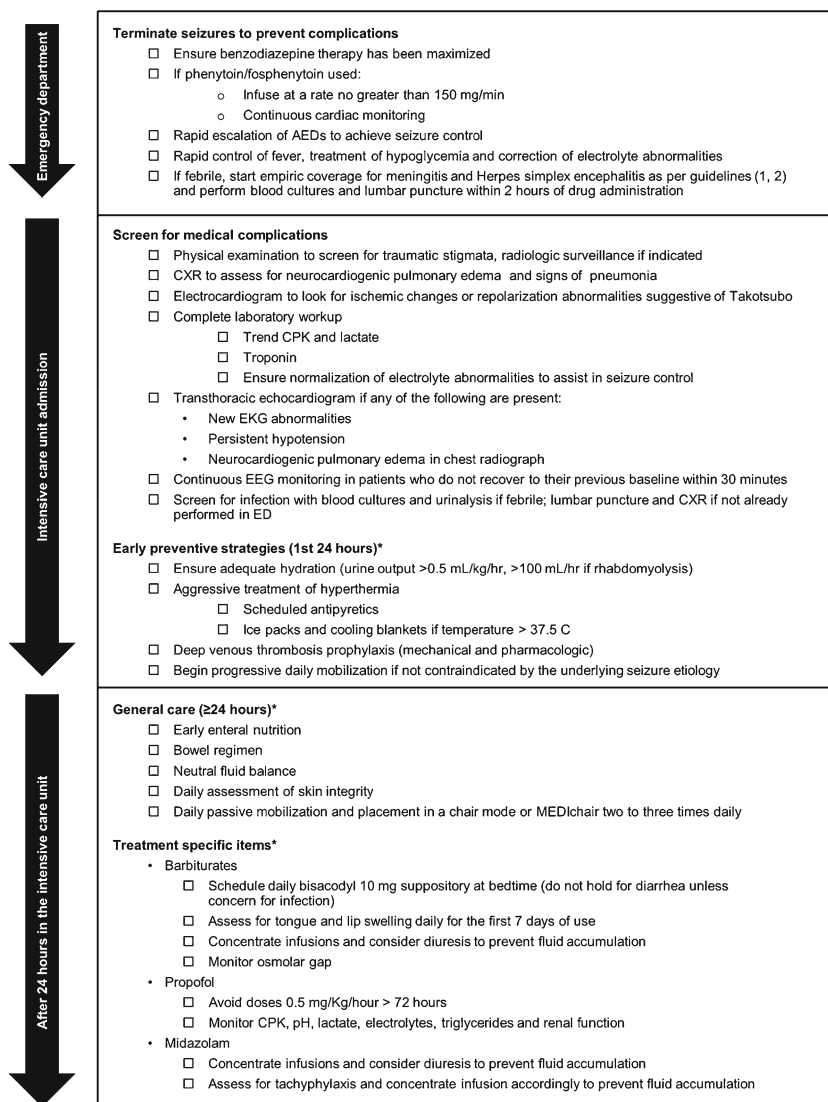 Emergency department
Terminate seizures to prevent complications
☐ Ensure benzodiazepine therapy has been maximized
☐ If phenytoin/fosphenytoin used:
o Infuse at a rate no greater than 150 mg/min
o Continuous cardiac monitoring
☐ Rapid escalation of AEDs to achieve seizure control
☐ Rapid control of fever, treatment of hypoglycemia and correction of electrolyte abnormalities
☐ If febrile, start empiric coverage for meningitis and Herpes simplex encephalitis as per guidelines (1, 2)
and perform blood cultures and lumbar puncture within 2 hours of drug administration
Intensive care unit admission
Screen for medical complications
☐ Physical examination to screen for traumatic stigmata, radiologic surveillance if indicated
☐ CXR to assess for neurocardiogenic pulmonary edema and signs of pneumonia
☐ Electrocardiogram to look for ischemic changes or repolarization abnormalities suggestive of Takotsubo
☐ Complete laboratory workup
☐ Trend CPK and lactate
☐ Troponin
☐ Ensure normalization of electrolyte abnormalities to assist in seizure control
☐ Transthoracic echocardiogram if any of the following are present:
• New EKG abnormalities
• Persistent hypotension
• Neurocardiogenic pulmonary edema in chest radiograph
☐ Continuous EEG monitoring in patients who do not recover to their previous baseline within 30 minutes
☐ Screen for infection with blood cultures and urinalysis if febrile; lumbar puncture and CXR if not already
performed in ED
Early preventive strategies (1st 24 hours)*
☐ Ensure adequate hydration (urine output >0.5 mL/kg/hr, >100 mL/hr if rhabdomyolysis)
☐ Aggressive treatment of hyperthermia
☐ Scheduled antipyretics
☐ Ice packs and cooling blankets if temperature > 37.5 C
☐ Deep venous thrombosis prophylaxis (mechanical and pharmacologic)
☐ Begin progressive daily mobilization if not contraindicated by the underlying seizure etiology
After 24 hours in the intensive care unit
General care (≥24 hours)*
☐ Early enteral nutrition
☐ Bowel regimen
☐ Neutral fluid balance
☐ Daily assessment of skin integrity
☐ Daily passive mobilization and placement in a chair mode or MEDIchair two to three times daily
Treatment specific items*
• Barbiturates
☐ Schedule daily bisacodyl 10 mg suppository at bedtime (do not hold for diarrhea unless
concern for infection)
☐ Assess for tongue and lip swelling daily for the first 7 days of use
☐ Concentrate infusions and consider diuresis to prevent fluid accumulation
☐ Monitor osmolar gap
• Propofol
☐ Avoid doses 0.5 mg/Kg/hour > 72 hours
☐ Monitor CPK, pH, lactate, electrolytes, triglycerides and renal function
• Midazolam
☐ Concentrate infusions and consider diuresis to prevent fluid accumulation
☐ Assess for tachyphylaxis and concentrate infusion accordingly to prevent fluid accumulation